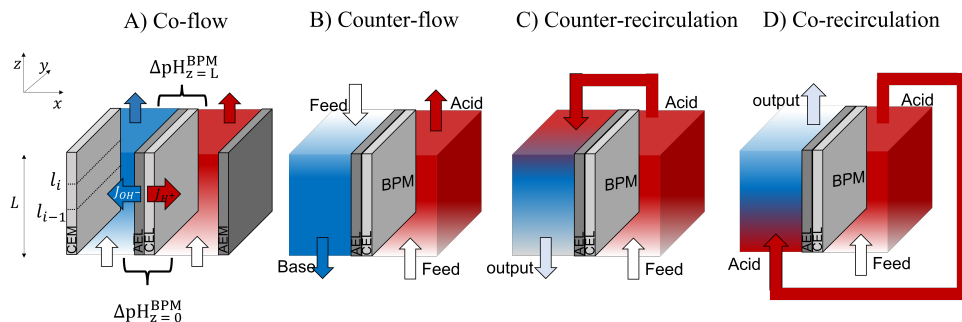 A) Co-flow
B) Counter-flow
C) Counter-recirculation
D) Co-recirculation
z
y
x
ΔpH^BPM_z = L
L
l_i
l_{i−1}
CEM
J_OH⁻
J_H⁺
AEL
CEL
AEM
ΔpH^BPM_z = 0
Feed
Acid
BPM
AEL
CEL
Base
Feed
Acid
BPM
AEL
CEL
output
Feed
output
Acid
BPM
AEL
CEL
Acid
Feed